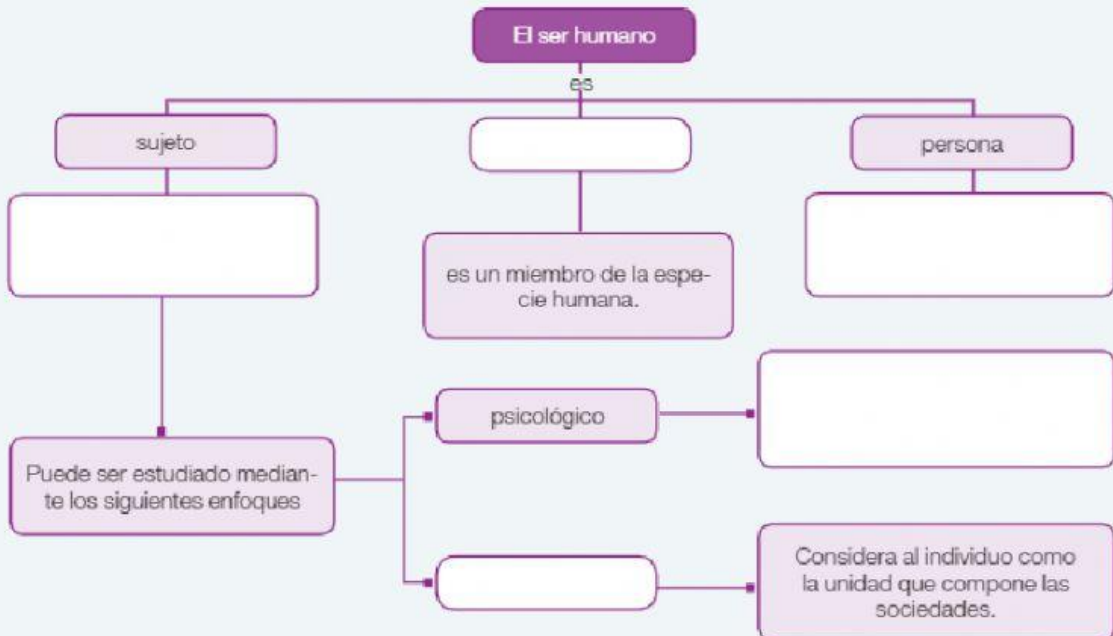 El ser humano
es
sujeto
persona
es un miembro de la espe-
cie humana.
psicológico
Puede ser estudiado median-
te los siguientes enfoques
Considera al individuo como
la unidad que compone las
sociedades.